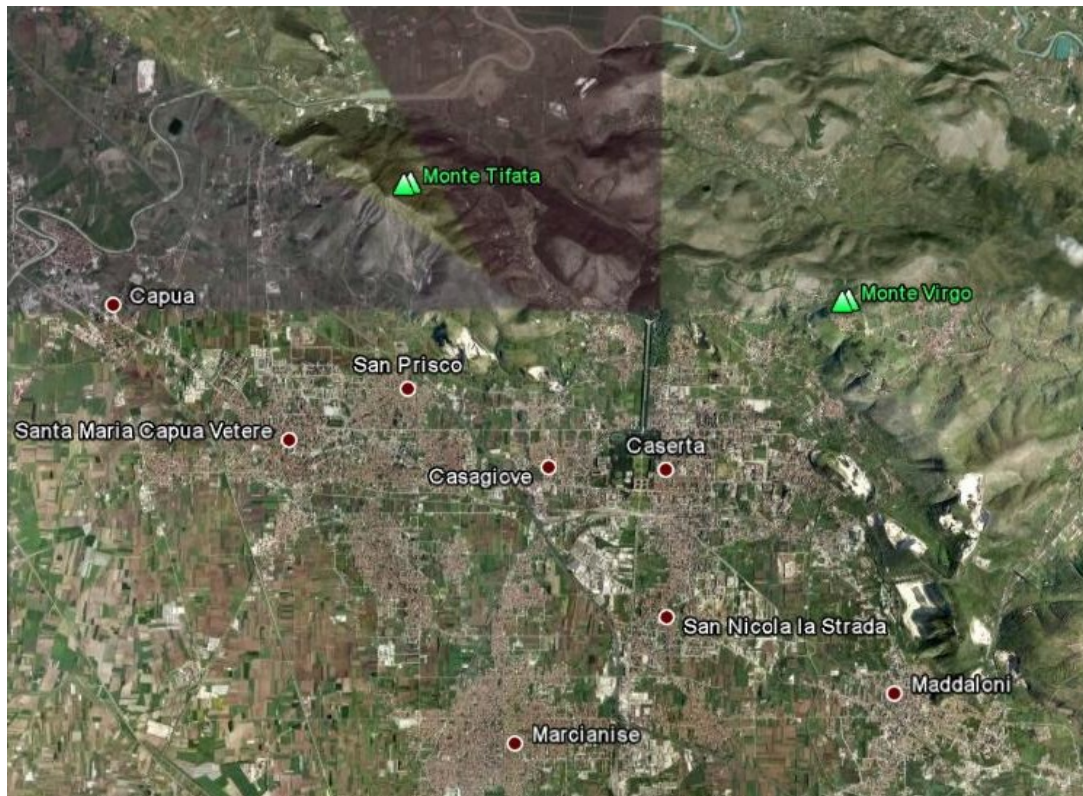 Monte Tifata
Capua
Monte Virgo
San Prisco
Santa Maria Capua Vetere
Caserta
Casagiove
San Nicola la Strada
Maddaloni
Marcianise